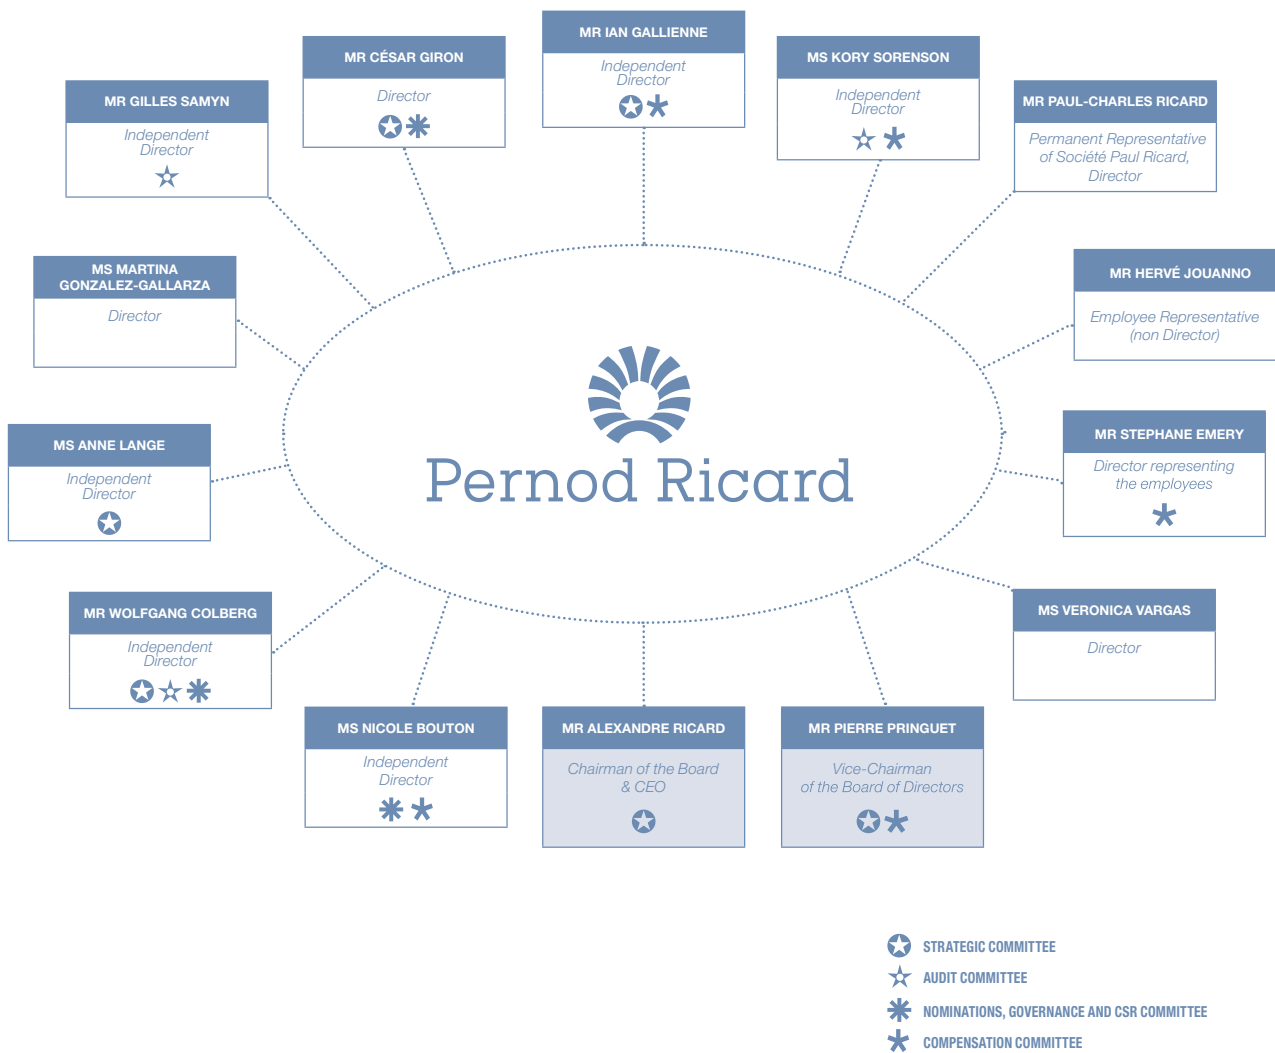 MR IAN GALLIENNE
Independent
Director
MR CÉSAR GIRON
Director
MS KORY SORENSON
Independent
Director
MR GILLES SAMYN
Independent
Director
MR PAUL-CHARLES RICARD
Permanent Representative
of Société Paul Ricard,
Director
MS MARTINA
GONZALEZ-GALLARZA
Director
MR HERVÉ JOUANNO
Employee Representative
(non Director)
Pernod Ricard
MS ANNE LANGE
Independent
Director
MR STEPHANE EMERY
Director representing
the employees
MR WOLFGANG COLBERG
Independent
Director
MS VERONICA VARGAS
Director
MS NICOLE BOUTON
Independent
Director
MR ALEXANDRE RICARD
Chairman of the Board
& CEO
MR PIERRE PRINGUET
Vice-Chairman
of the Board of Directors
STRATEGIC COMMITTEE
AUDIT COMMITTEE
NOMINATIONS, GOVERNANCE AND CSR COMMITTEE
COMPENSATION COMMITTEE